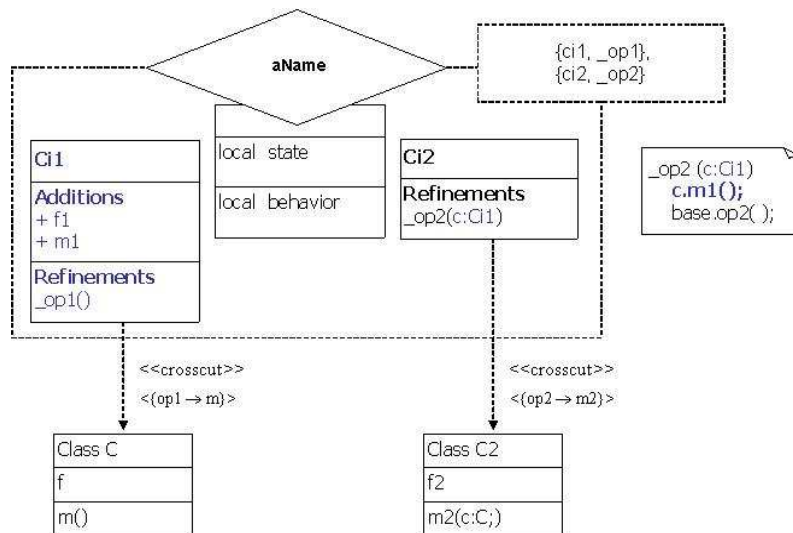 aName
{ci1, _op1},
{ci2, _op2}
local state
local behavior
Ci1
Additions
+ f1
+ m1
Refinements
_op1()
Ci2
Refinements
_op2(c:Ci1)
_op2 (c:Ci1)
c.m1();
base.op2( );
<<crosscut>>
<{op1 → m}>
<<crosscut>>
<{op2 → m2}>
Class C
f
m()
Class C2
f2
m2(c:C;)